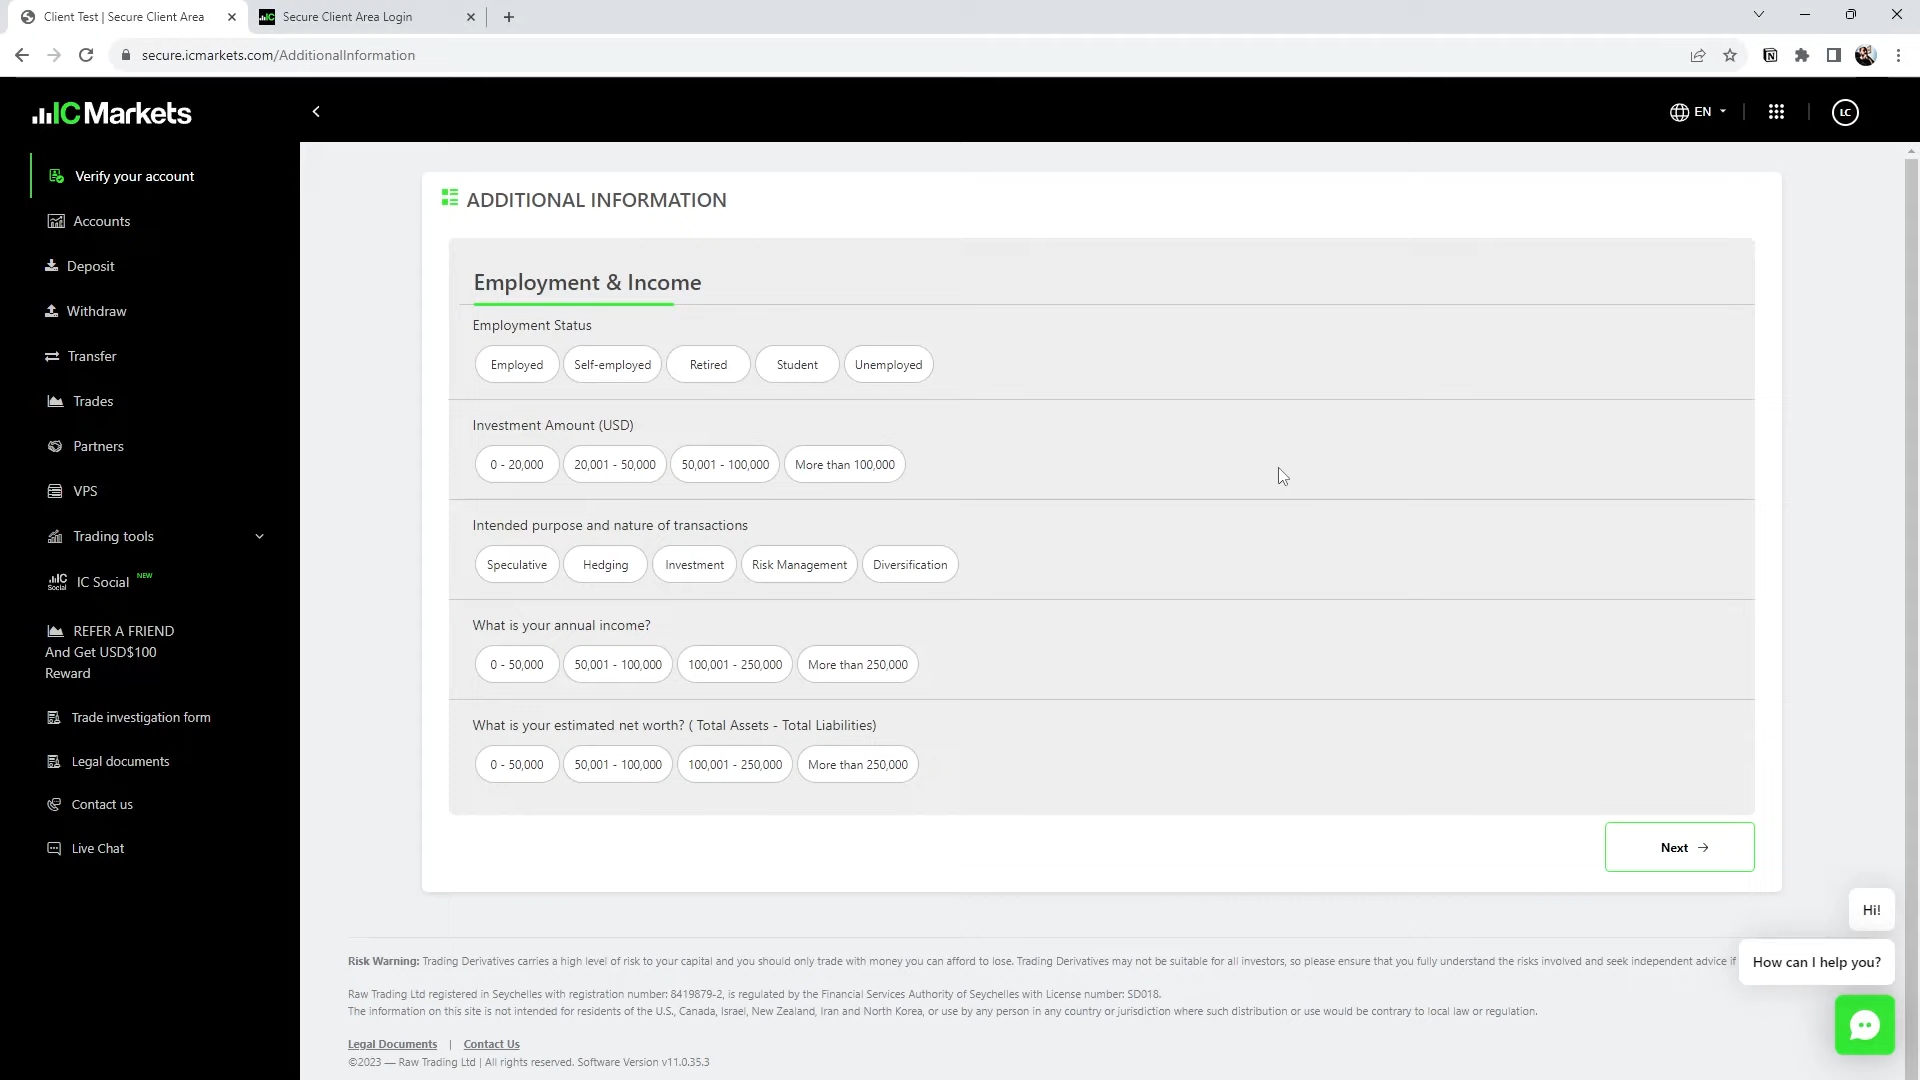 Client Test | Secure Client Area
Secure Client Area Login
secure.icmarkets.com/AdditionalInformation
IC Markets
EN
LC
Verify your account
Accounts
Deposit
Withdraw
Transfer
Trades
Partners
VPS
Trading tools
IC Social NEW
REFER A FRIEND
And Get USD$100
Reward
Trade investigation form
Legal documents
Contact us
Live Chat
ADDITIONAL INFORMATION
Employment & Income
Employment Status
Employed Self-employed Retired Student Unemployed
Investment Amount (USD)
0 - 20,000 20,001 - 50,000 50,001 - 100,000 More than 100,000
Intended purpose and nature of transactions
Speculative Hedging Investment Risk Management Diversification
What is your annual income?
0 - 50,000 50,001 - 100,000 100,001 - 250,000 More than 250,000
What is your estimated net worth? ( Total Assets - Total Liabilities)
0 - 50,000 50,001 - 100,000 100,001 - 250,000 More than 250,000
Next →
Hi!
How can I help you?
Risk Warning: Trading Derivatives carries a high level of risk to your capital and you should only trade with money you can afford to lose. Trading Derivatives may not be suitable for all investors, so please ensure that you fully understand the risks involved and seek independent advice if
Raw Trading Ltd registered in Seychelles with registration number: 8419879-2, is regulated by the Financial Services Authority of Seychelles with License number: SD018.
The information on this site is not intended for residents of the U.S., Canada, Israel, New Zealand, Iran and North Korea, or use by any person in any country or jurisdiction where such distribution or use would be contrary to local law or regulation.
Legal Documents | Contact Us
©2023 — Raw Trading Ltd | All rights reserved. Software Version v11.0.35.3